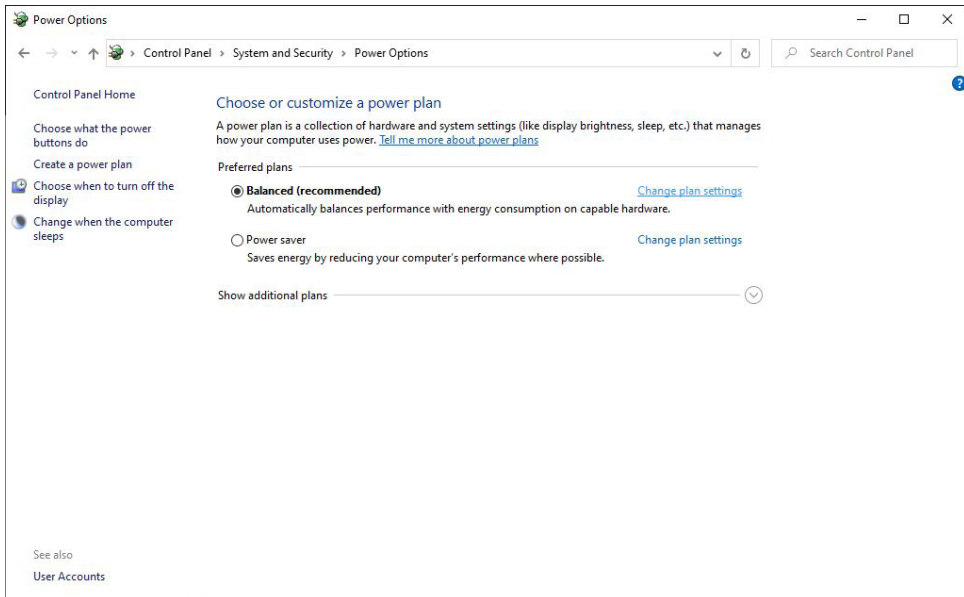 Power Options
Control Panel > System and Security > Power Options
Search Control Panel
Control Panel Home
Choose what the power
buttons do
Create a power plan
Choose when to turn off the
display
Change when the computer
sleeps
Choose or customize a power plan
A power plan is a collection of hardware and system settings (like display brightness, sleep, etc.) that manages
how your computer uses power. Tell me more about power plans
Preferred plans
Balanced (recommended) Change plan settings
Automatically balances performance with energy consumption on capable hardware.
Power saver Change plan settings
Saves energy by reducing your computer's performance where possible.
Show additional plans
See also
User Accounts